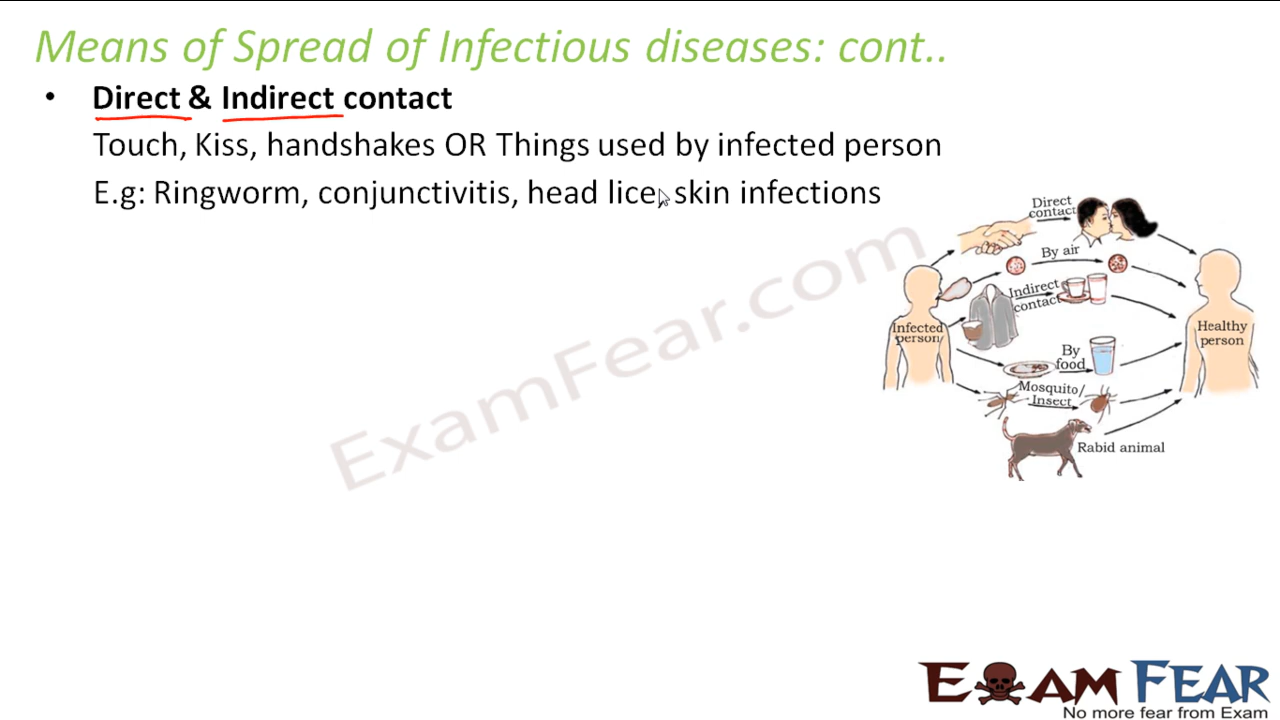 Means of Spread of Infectious diseases: cont..
• Direct & Indirect contact
Touch, Kiss, handshakes OR Things used by infected person
E.g: Ringworm, conjunctivitis, head lice, skin infections
Direct
contact
By air
Indirect
contact
Infected
person
Healthy
person
By
food
Mosquito/
Insect
Rabid animal
ExamFear.com
EXAM FEAR
No more fear from Exam